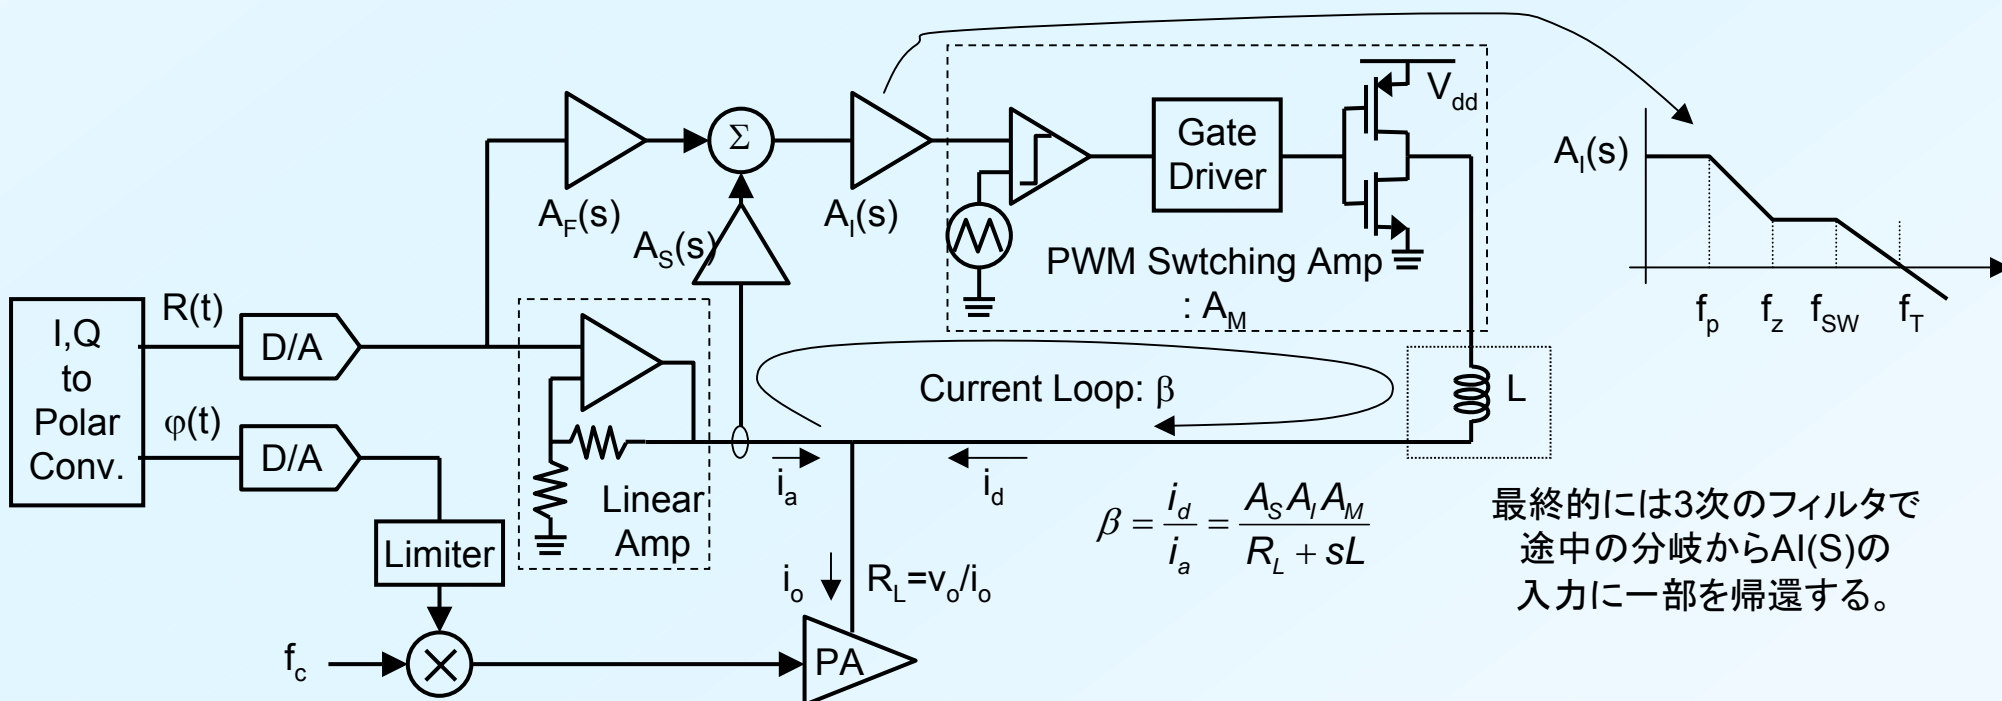 I,Q
to
Polar
Conv.
R(t)
φ(t)
D/A
D/A
Limiter
f_c
A_F(s)
Σ
A_S(s)
A_I(s)
Gate
Driver
V_dd
PWM Swtching Amp
: A_M
Linear
Amp
Current Loop: β
L
i_a
i_d
i_o
R_L=v_o/i_o
PA
β = i_d / i_a = A_S A_I A_M / (R_L + sL)
A_I(s)
f_p
f_z
f_SW
f_T
最終的には3次のフィルタで
途中の分岐からAI(S)の
入力に一部を帰還する。